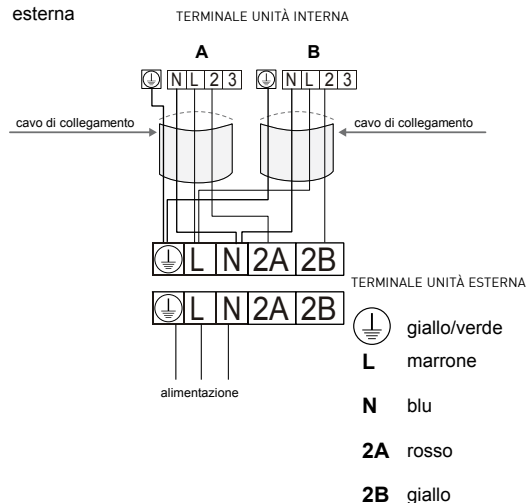 esterna
TERMINALE UNITÀ INTERNA
A B
N L 2 3 N L 2 3
cavo di collegamento cavo di collegamento
L N 2A 2B
TERMINALE UNITÀ ESTERNA
L N 2A 2B
giallo/verde
L marrone
alimentazione
N blu
2A rosso
2B giallo